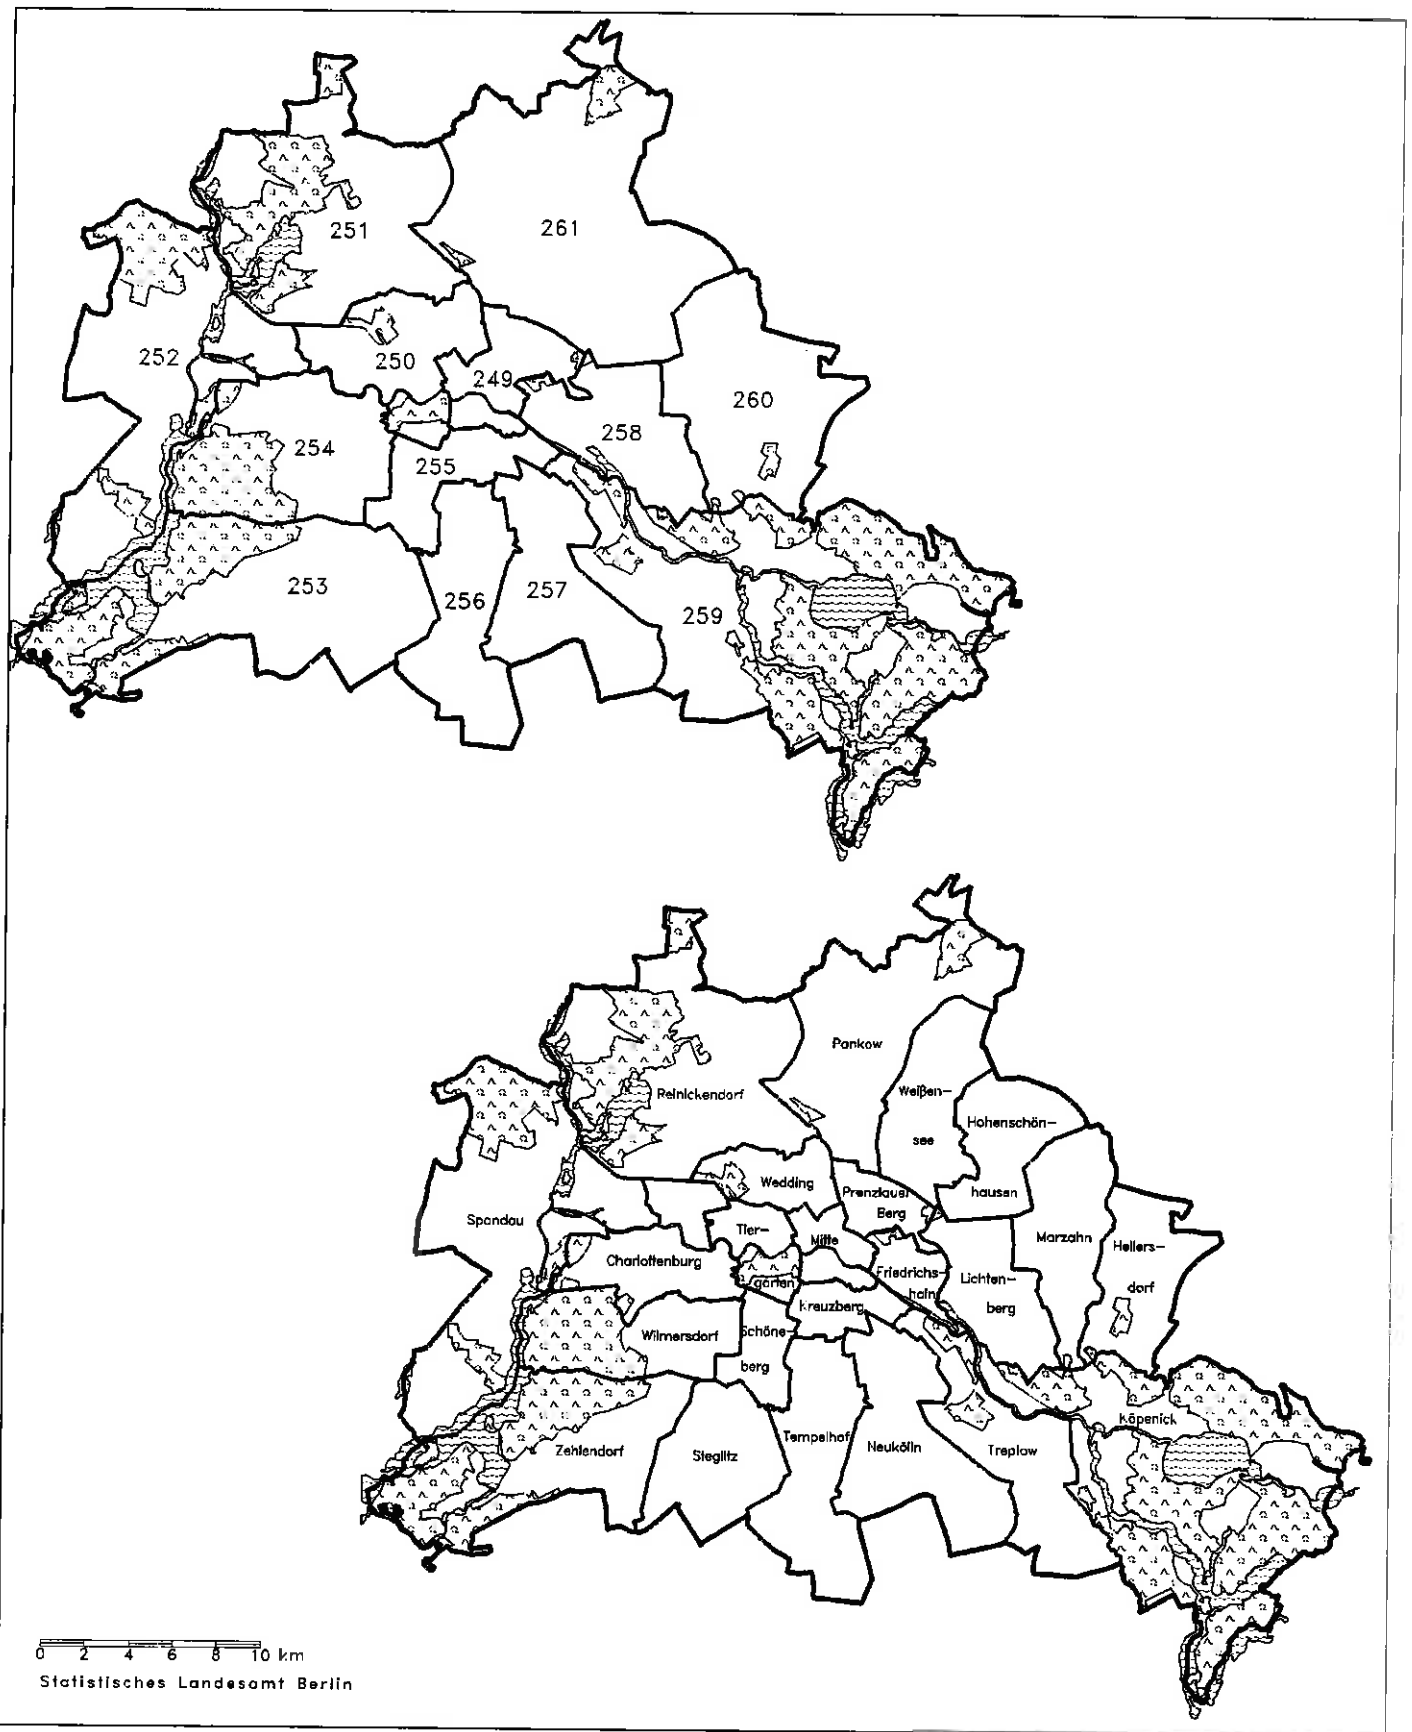 251
261
252
250
249
260
254
258
255
253
256
257
259
Pankow
Reinickendorf
Weißen-
Hohenschön-
see
Wedding
hausen
Prenzlauer
Berg
Spandau
Tier-
Mitte
Marzahn
Hellers-
Charlottenburg
garten
Friedrichs-
hain
Lichten-
berg
dorf
Kreuzberg
Wilmersdorf
Schöne-
berg
Köpenick
Zehlendorf
Steglitz
Tempelhof
Neukölln
Treptow
0 2 4 6 8 10 km
Statistisches Landesamt Berlin